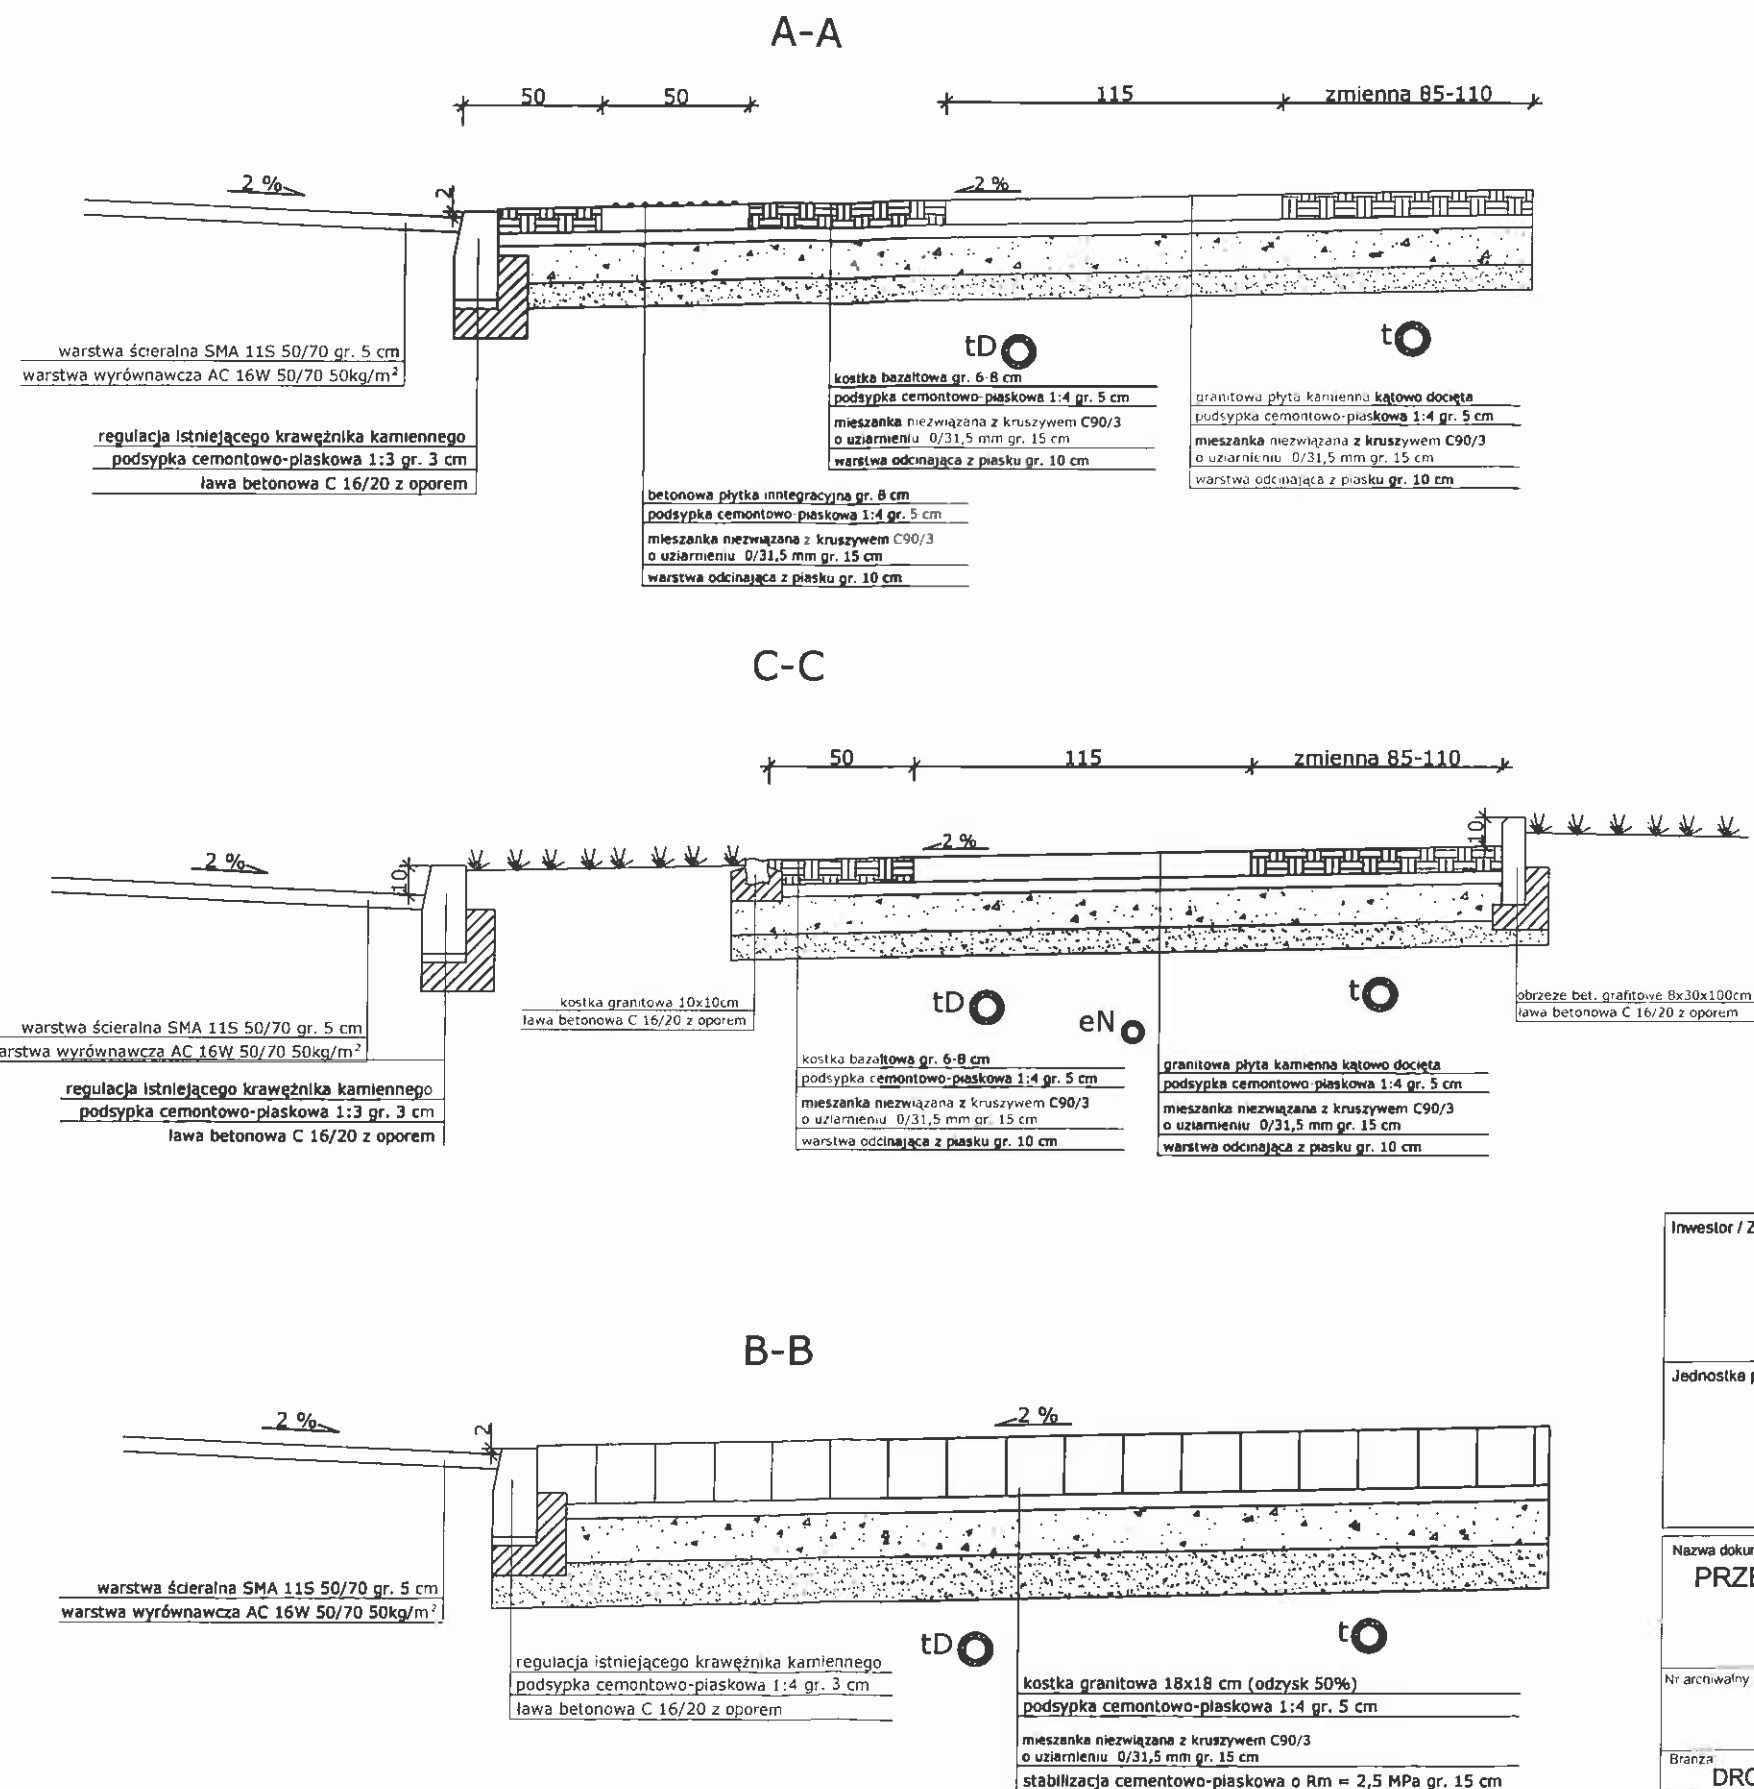 A-A
50 50 115 zmienna 85-110
2 % 2 2 %
tD t
warstwa ścieralna SMA 11S 50/70 gr. 5 cm
warstwa wyrównawcza AC 16W 50/70 50kg/m²
regulacja istniejącego krawężnika kamiennego
podsypka cemontowo-piaskowa 1:3 gr. 3 cm
ława betonowa C 16/20 z oporem
kostka bazaltowa gr. 6-8 cm
podsypka cemontowo-piaskowa 1:4 gr. 5 cm
mieszanka niezwiązana z kruszywem C90/3
o uziarnieniu 0/31,5 mm gr. 15 cm
warstwa odcinająca z piasku gr. 10 cm
granitowa płyta kamienna kątowo docięta
podsypka cemontowo-piaskowa 1:4 gr. 5 cm
mieszanka niezwiązana z kruszywem C90/3
o uziarnieniu 0/31,5 mm gr. 15 cm
warstwa odcinająca z piasku gr. 10 cm
betonowa płytka inntegracyjna gr. 8 cm
podsypka cemontowo-piaskowa 1:4 gr. 5 cm
mieszanka niezwiązana z kruszywem C90/3
o uziarnieniu 0/31,5 mm gr. 15 cm
warstwa odcinająca z piasku gr. 10 cm
C-C
50 115 zmienna 85-110
2 % 10 2 % 10
tD eN t
warstwa ścieralna SMA 11S 50/70 gr. 5 cm
arstwa wyrównawcza AC 16W 50/70 50kg/m²
regulacja istniejącego krawężnika kamiennego
podsypka cemontowo-piaskowa 1:3 gr. 3 cm
ława betonowa C 16/20 z oporem
kostka granitowa 10x10cm
ława betonowa C 16/20 z oporem
kostka bazaltowa gr. 6-8 cm
podsypka cemontowo-piaskowa 1:4 gr. 5 cm
mieszanka niezwiązana z kruszywem C90/3
o uziarnieniu 0/31,5 mm gr. 15 cm
warstwa odcinająca z piasku gr. 10 cm
granitowa płyta kamienna kątowo docięta
podsypka cemontowo-piaskowa 1:4 gr. 5 cm
mieszanka niezwiązana z kruszywem C90/3
o uziarnieniu 0/31,5 mm gr. 15 cm
warstwa odcinająca z piasku gr. 10 cm
obrzeże bet. grafitowe 8x30x100cm
ława betonowa C 16/20 z oporem
B-B
2 % 2 2 %
tD t
warstwa ścieralna SMA 11S 50/70 gr. 5 cm
warstwa wyrównawcza AC 16W 50/70 50kg/m²
regulacja istniejącego krawężnika kamiennego
podsypka cemontowo-piaskowa 1:4 gr. 3 cm
ława betonowa C 16/20 z oporem
kostka granitowa 18x18 cm (odzysk 50%)
podsypka cemontowo-piaskowa 1:4 gr. 5 cm
mieszanka niezwiązana z kruszywem C90/3
o uziarnieniu 0/31,5 mm gr. 15 cm
stabilizacja cementowo-piaskowa o Rm = 2,5 MPa gr. 15 cm
Inwestor / Z
Jednostka p
Nazwa dokum
PRZE
Nr archiwalny
Branża
DRO